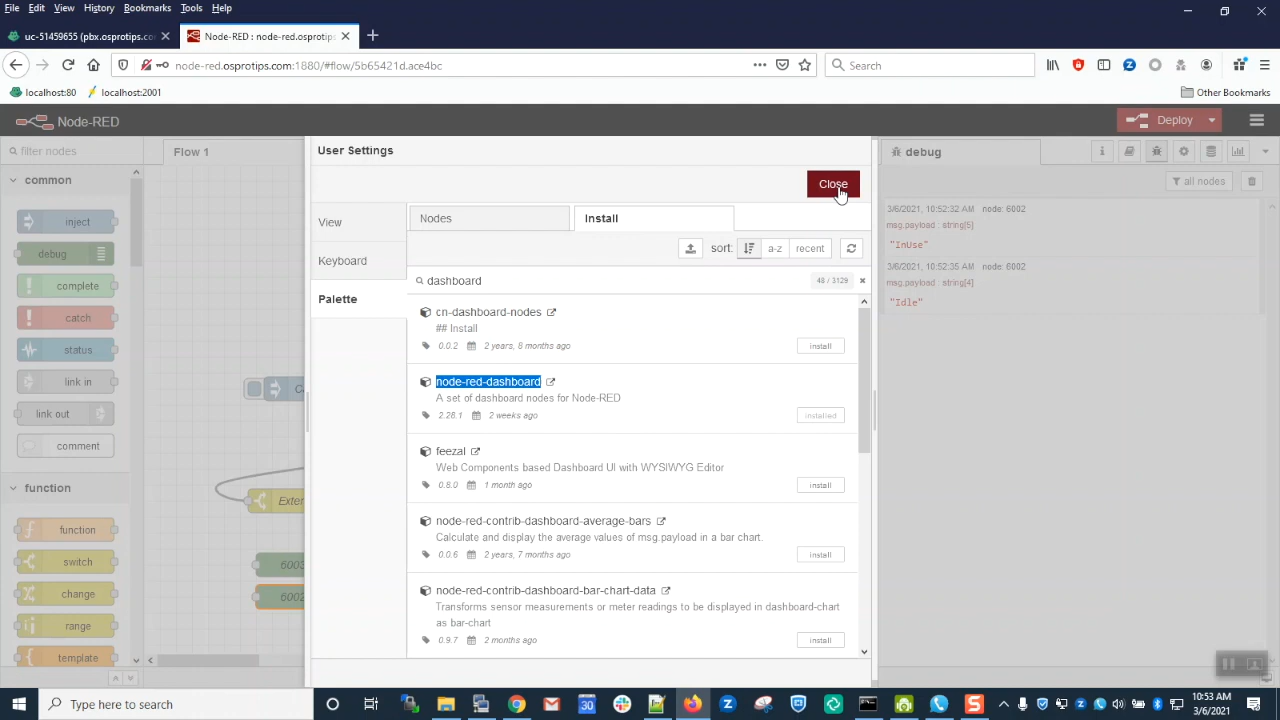 File Edit View History Bookmarks Tools Help
uc-51459655 (pbx.osprotips.co
Node-RED : node-red.osprotips
node-red.osprotips.com:1880/#flow/5b65421d.ace4bc
Search
localhost:80
localhost:2001
Other Bookmarks
Node-RED
Deploy
filter nodes
Flow 1
User Settings
debug
Close
all nodes
common
View
Nodes
Install
3/6/2021, 10:52:32 AM node: 6002
msg.payload : string[5]
"InUse"
inject
Keyboard
sort:
a-z
recent
debug
3/6/2021, 10:52:35 AM node: 6002
msg.payload : string[4]
"Idle"
complete
Palette
dashboard
48 / 3129
catch
cn-dashboard-nodes
## Install
0.0.2 2 years, 8 months ago
install
status
link in
node-red-dashboard
A set of dashboard nodes for Node-RED
2.28.1 2 weeks ago
installed
link out
comment
feezal
Web Components based Dashboard UI with WYSIWYG Editor
0.8.0 1 month ago
install
function
Exter
node-red-contrib-dashboard-average-bars
Calculate and display the average values of msg.payload in a bar chart.
0.0.6 2 years, 7 months ago
install
function
switch
6003
change
6002
node-red-contrib-dashboard-bar-chart-data
Transforms sensor measurements or meter readings to be displayed in dashboard-chart
as bar-chart
0.9.7 2 months ago
install
range
template
Type here to search
30
10:53 AM
3/6/2021